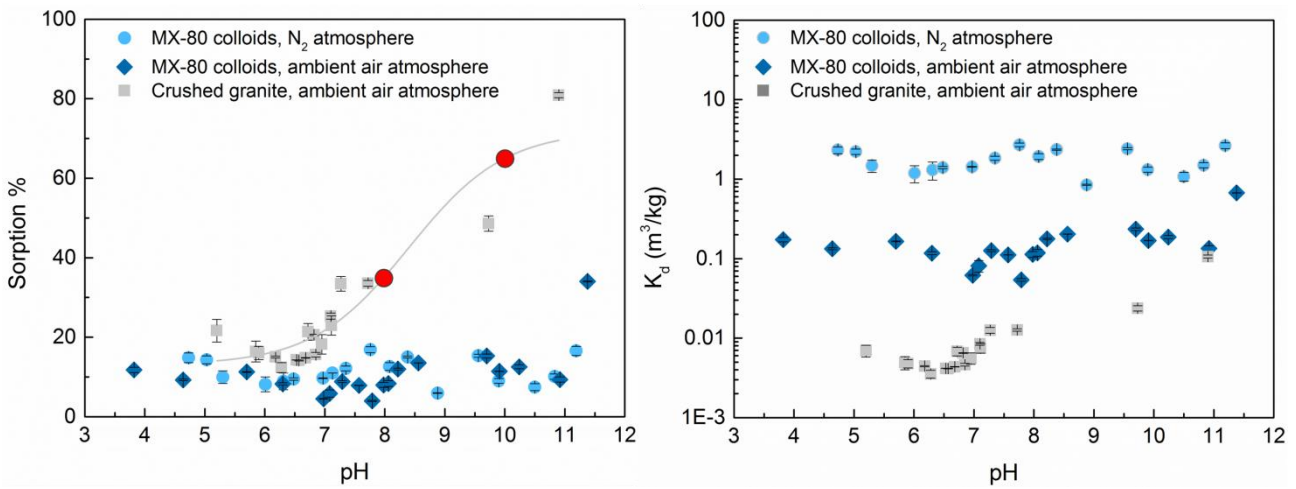 MX-80 colloids, N₂ atmosphere
MX-80 colloids, ambient air atmosphere
Crushed granite, ambient air atmosphere
Sorption %
100
80
60
40
20
0
3 4 5 6 7 8 9 10 11 12
pH
MX-80 colloids, N₂ atmosphere
MX-80 colloids, ambient air atmosphere
Crushed granite, ambient air atmosphere
K_d (m³/kg)
100
10
1
0.1
0.01
1E-3
3 4 5 6 7 8 9 10 11 12
pH